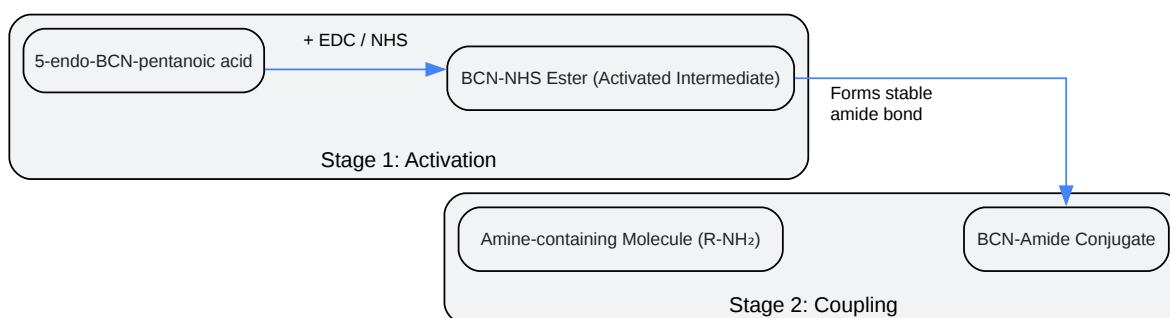 5-endo-BCN-pentanoic acid
+ EDC / NHS
BCN-NHS Ester (Activated Intermediate)
Forms stable
amide bond
Stage 1: Activation
Amine-containing Molecule (R-NH₂)
BCN-Amide Conjugate
Stage 2: Coupling